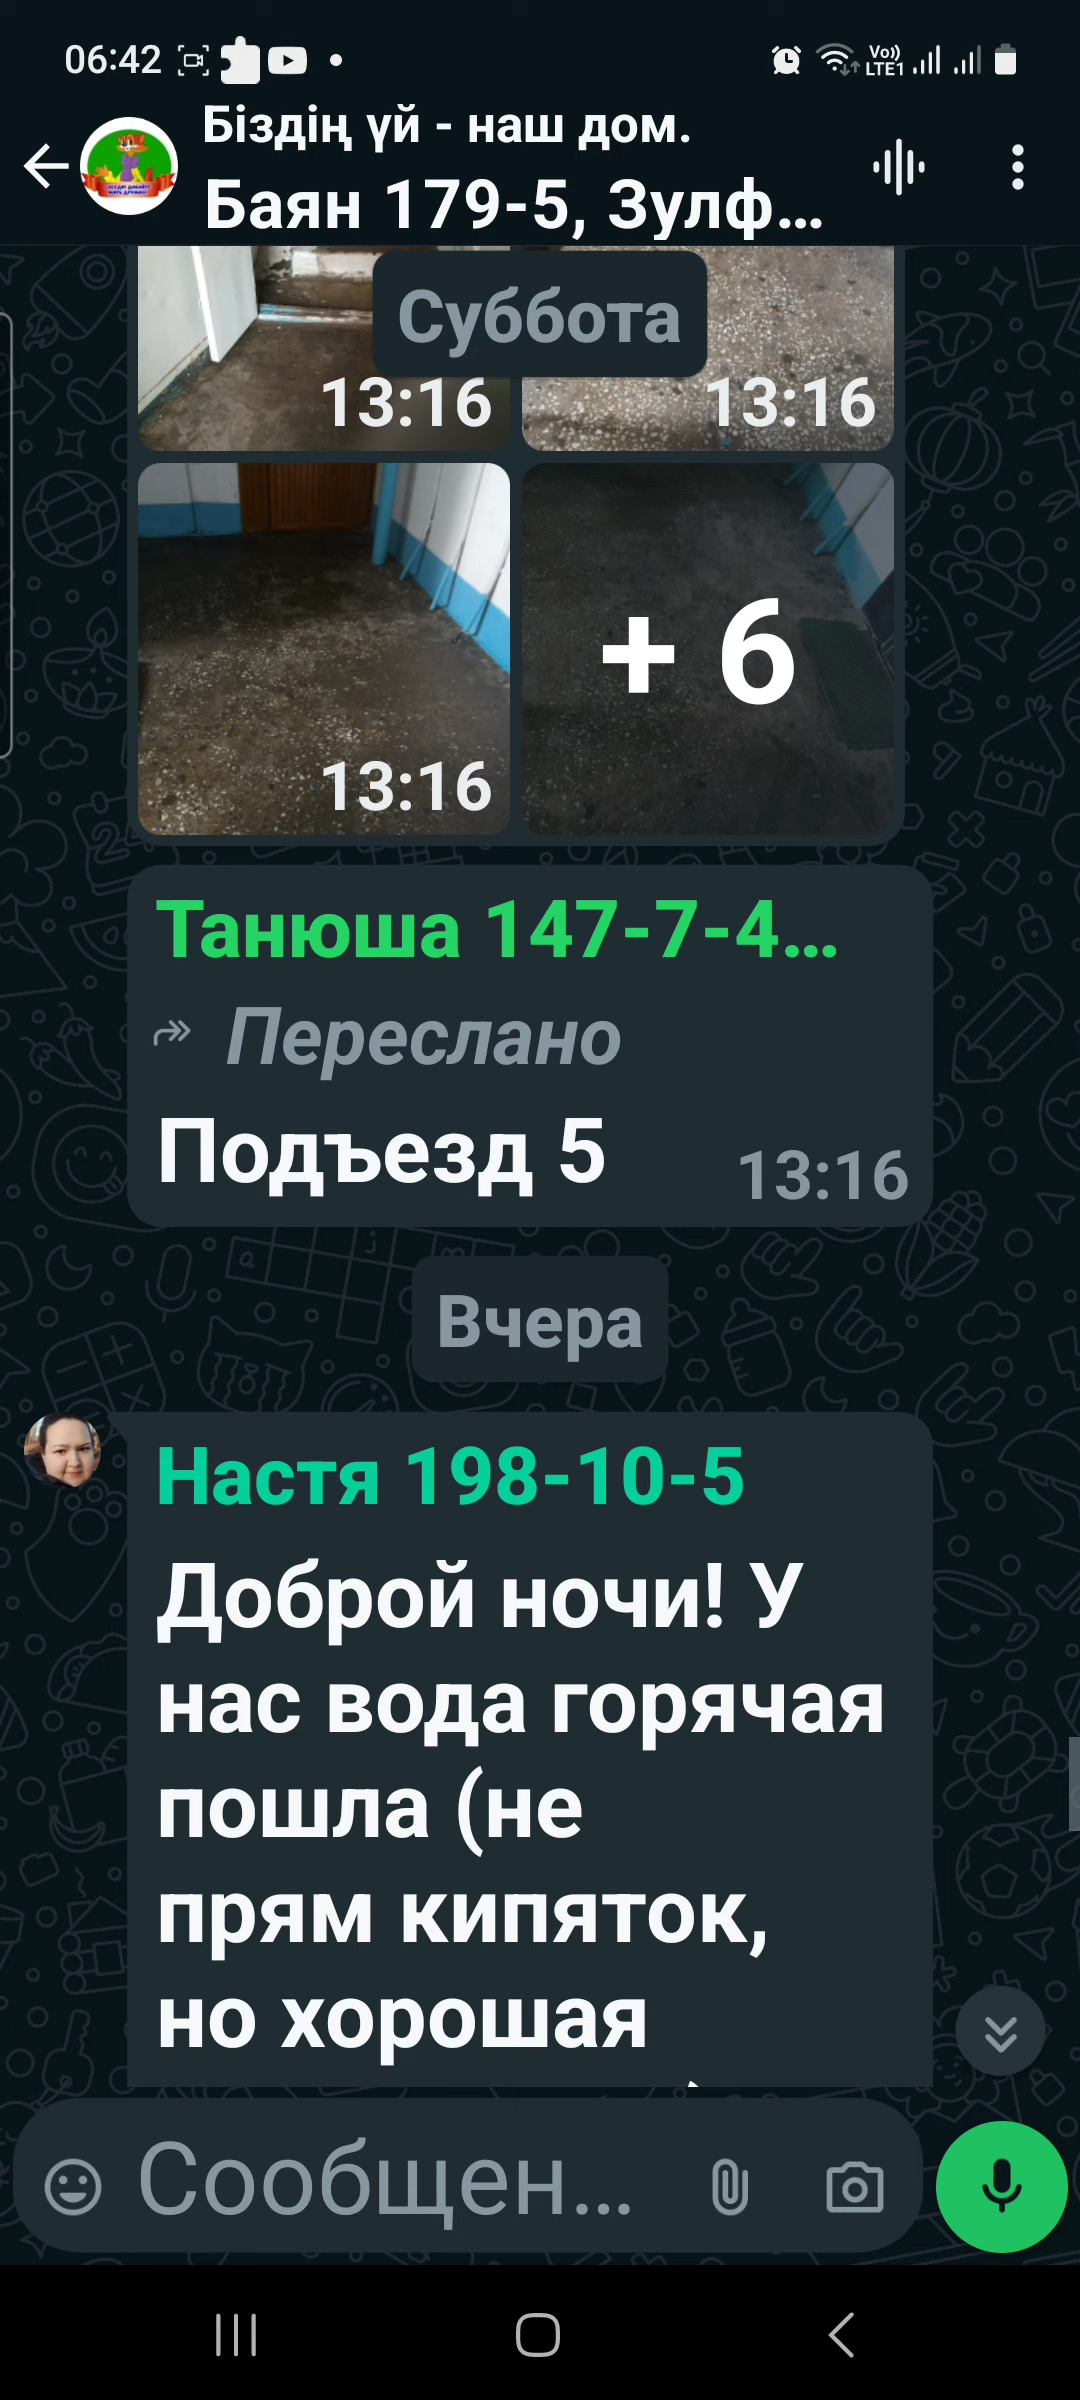 06:42
Vo))
LTE1
Біздің үй - наш дом.
Баян 179-5, Зулф...
Суббота
13:16
13:16
13:16
+ 6
Танюша 147-7-4...
Переслано
Подъезд 5
13:16
Вчера
Настя 198-10-5
Доброй ночи! У
нас вода горячая
пошла (не
прям кипяток,
но хорошая
Сообщен...